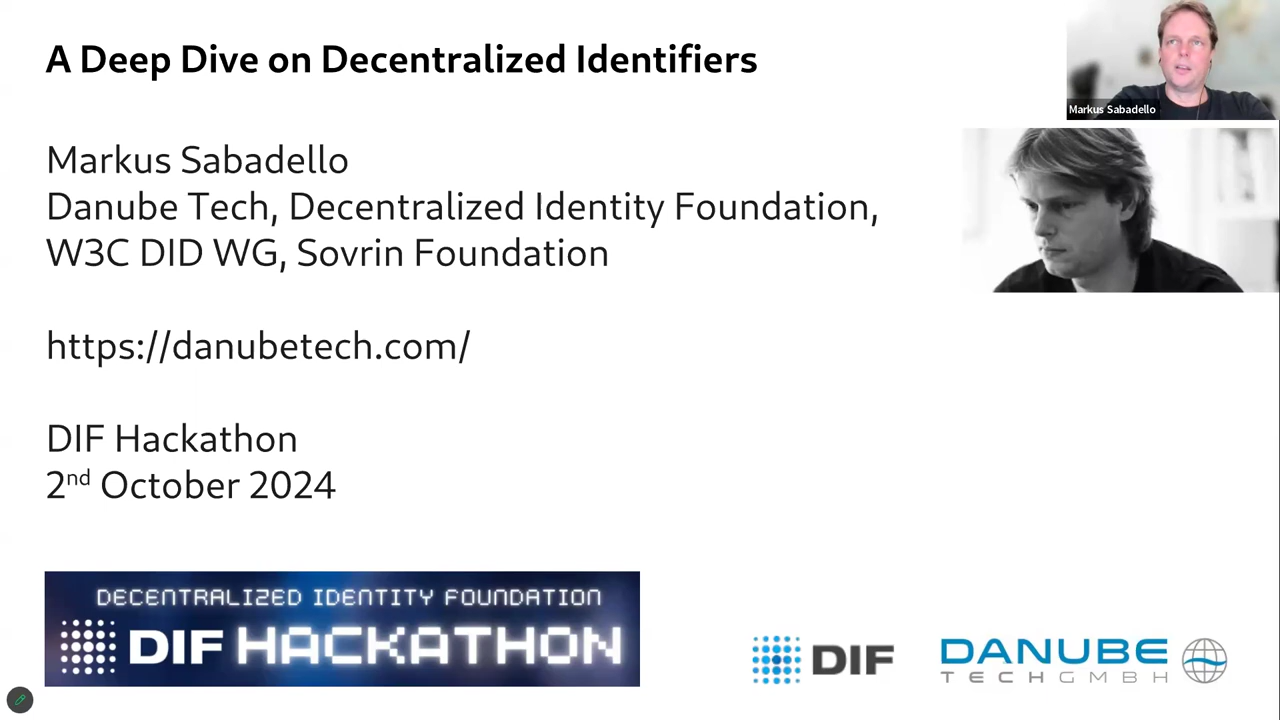 A Deep Dive on Decentralized Identifiers
Markus Sabadello
Markus Sabadello
Danube Tech, Decentralized Identity Foundation,
W3C DID WG, Sovrin Foundation
https://danubetech.com/
DIF Hackathon
2nd October 2024
DECENTRALIZED IDENTITY FOUNDATION
DIF HACKATHON
DIF
DANUBE
TECH GMBH